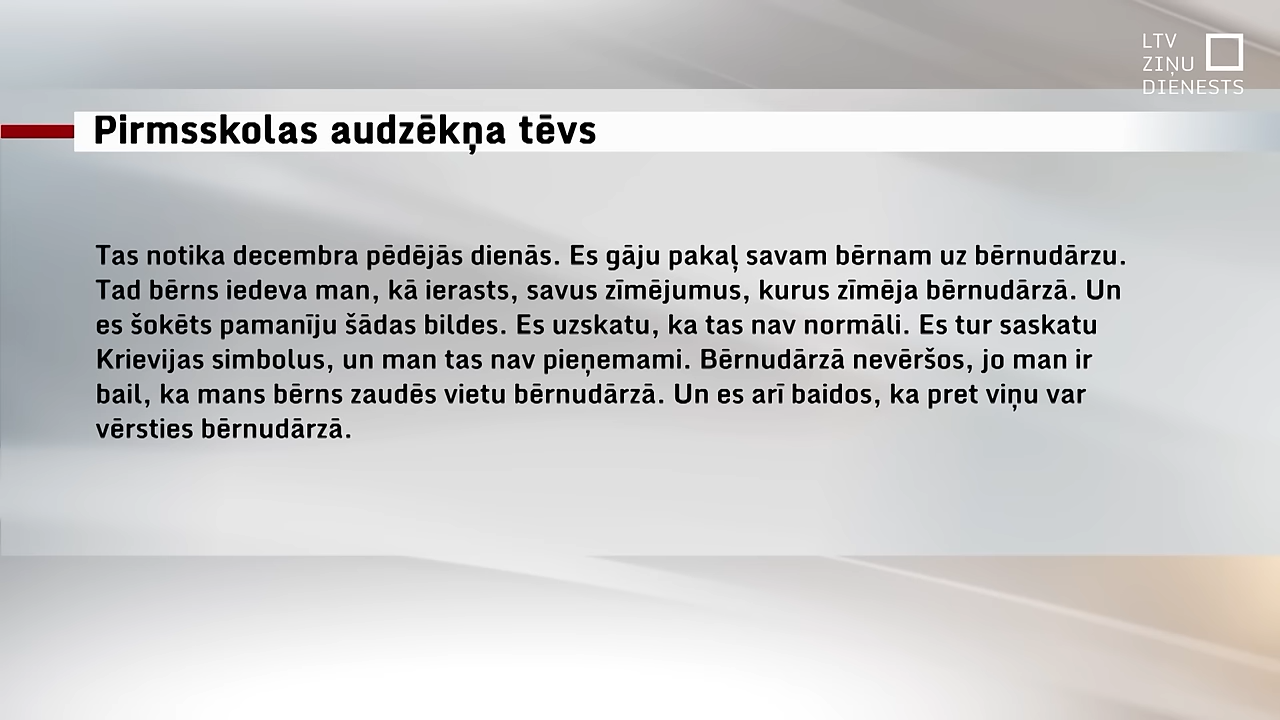 LTV
ZIŅU
DIENESTS
Pirmsskolas audzēkņa tēvs
Tas notika decembra pēdējās dienās. Es gāju pakaļ savam bērnam uz bērnudārzu.
Tad bērns iedeva man, kā ierasts, savus zīmējumus, kurus zīmēja bērnudārzā. Un
es šokēts pamanīju šādas bildes. Es uzskatu, ka tas nav normāli. Es tur saskatu
Krievijas simbolus, un man tas nav pieņemami. Bērnudārzā nevēršos, jo man ir
bail, ka mans bērns zaudēs vietu bērnudārzā. Un es arī baidos, ka pret viņu var
vērsties bērnudārzā.